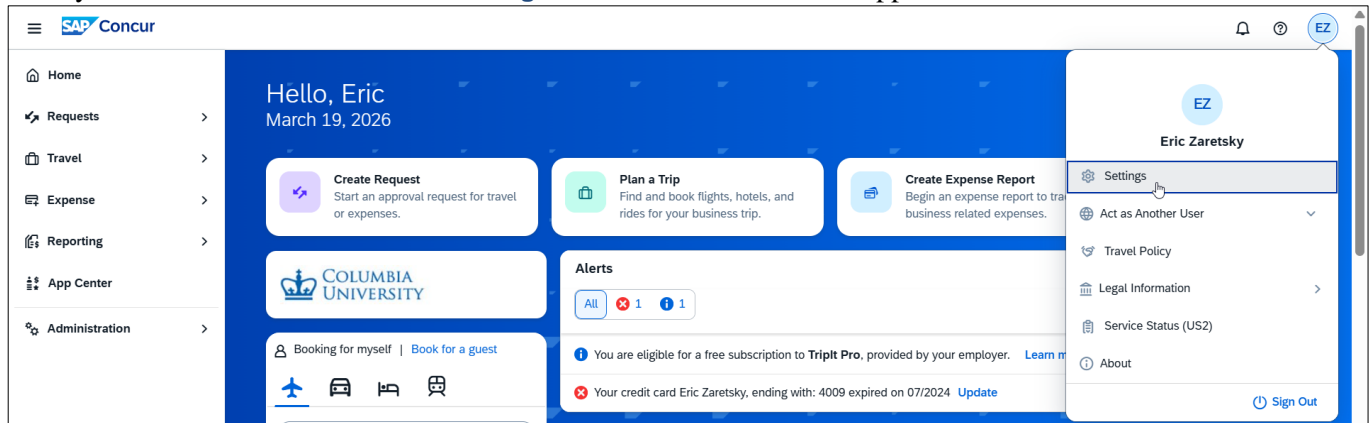 SAP Concur
EZ
Home
Requests
Travel
Expense
Reporting
App Center
Administration
Hello, Eric
March 19, 2026
Create Request
Start an approval request for travel
or expenses.
Plan a Trip
Find and book flights, hotels, and
rides for your business trip.
Create Expense Report
Begin an expense report to tra
business related expenses.
COLUMBIA
UNIVERSITY
Booking for myself | Book for a guest
Alerts
All 1 1
You are eligible for a free subscription to TripIt Pro, provided by your employer. Learn m
Your credit card Eric Zaretsky, ending with: 4009 expired on 07/2024 Update
EZ
Eric Zaretsky
Settings
Act as Another User
Travel Policy
Legal Information
Service Status (US2)
About
Sign Out